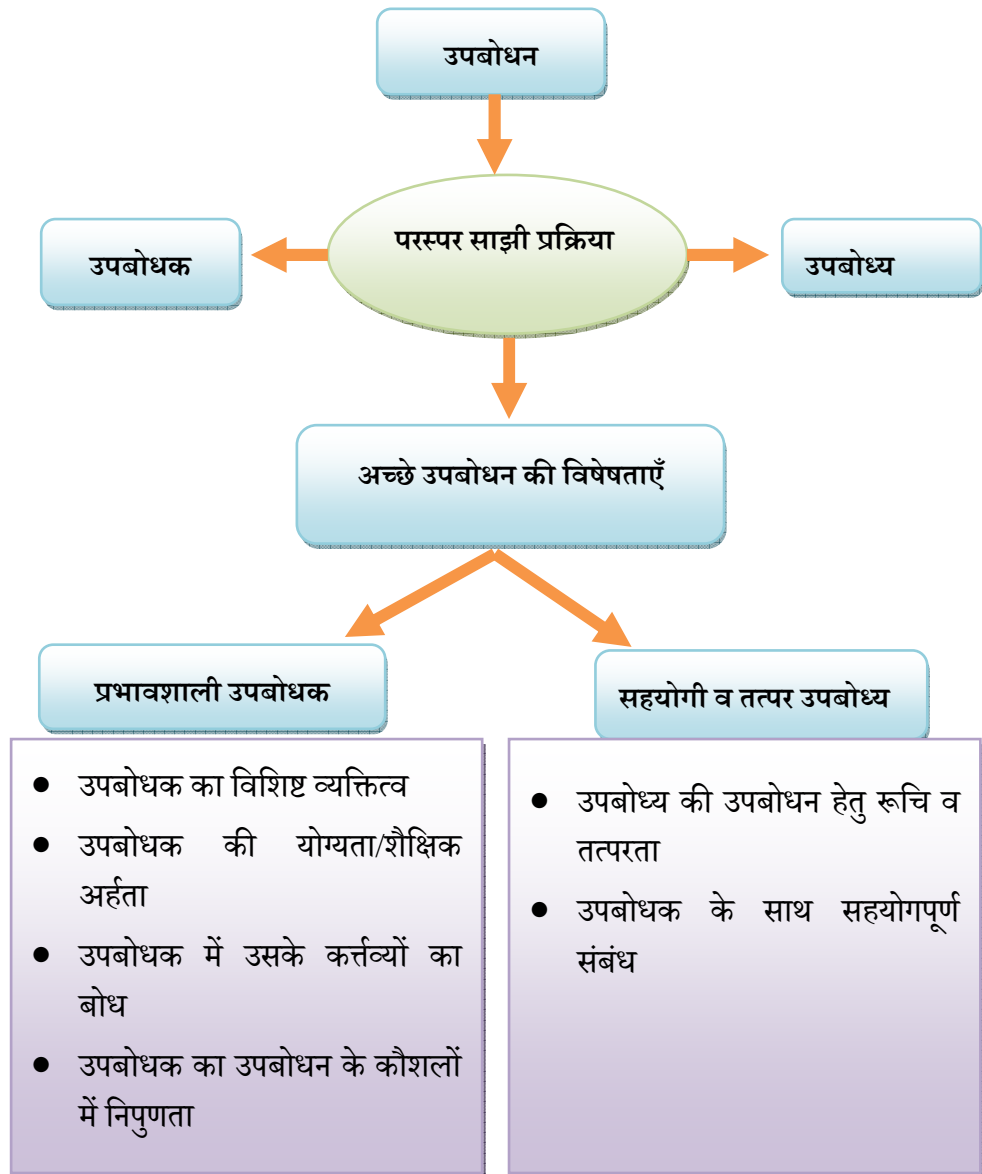 उपबोधन
परस्पर साझी प्रक्रिया
उपबोधक
उपबोध्य
अच्छे उपबोधन की विषेषताएँ
प्रभावशाली उपबोधक
सहयोगी व तत्पर उपबोध्य
● उपबोधक का विशिष्ट व्यक्तित्व
● उपबोधक की योग्यता/शैक्षिक
अर्हता
● उपबोधक में उसके कर्त्तव्यों का
बोध
● उपबोधक का उपबोधन के कौशलों
में निपुणता
● उपबोध्य की उपबोधन हेतु रूचि व
तत्परता
● उपबोधक के साथ सहयोगपूर्ण
संबंध